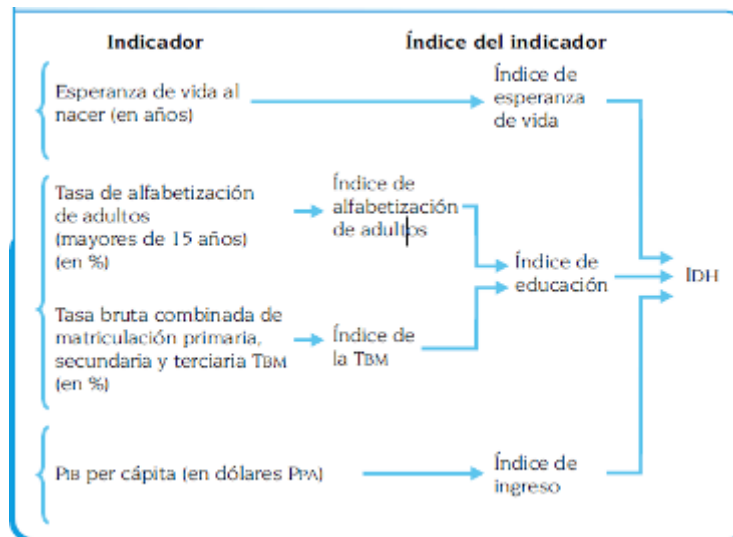 Indicador
Índice del indicador
Esperanza de vida al
nacer (en años)
Índice de
esperanza
de vida
Tasa de alfabetización
de adultos
(mayores de 15 años)
(en %)
Índice de
alfabetización
de adultos
Tasa bruta combinada de
matriculación primaria,
secundaria y terciaria TBM
(en %)
Índice de
la TBM
Índice de
educación
IDH
PIB per cápita (en dólares PPA)
Índice de
ingreso